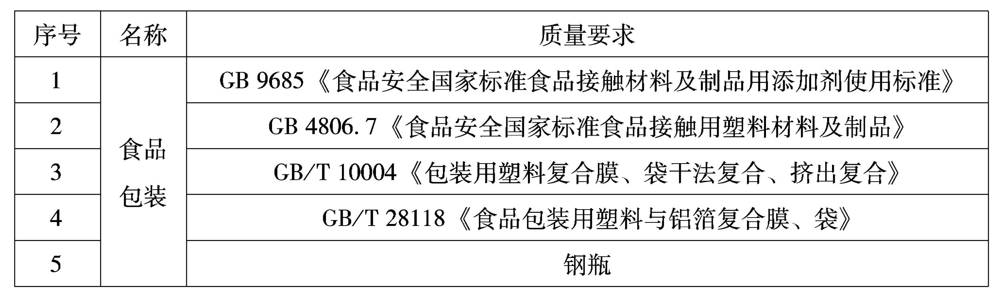 序号 名称 质量要求
1 食品包装 GB 9685《食品安全国家标准食品接触材料及制品用添加剂使用标准》
2 GB 4806.7《食品安全国家标准食品接触用塑料材料及制品》
3 GB/T 10004《包装用塑料复合膜、袋干法复合、挤出复合》
4 GB/T 28118《食品包装用塑料与铝箔复合膜、袋》
5 钢瓶